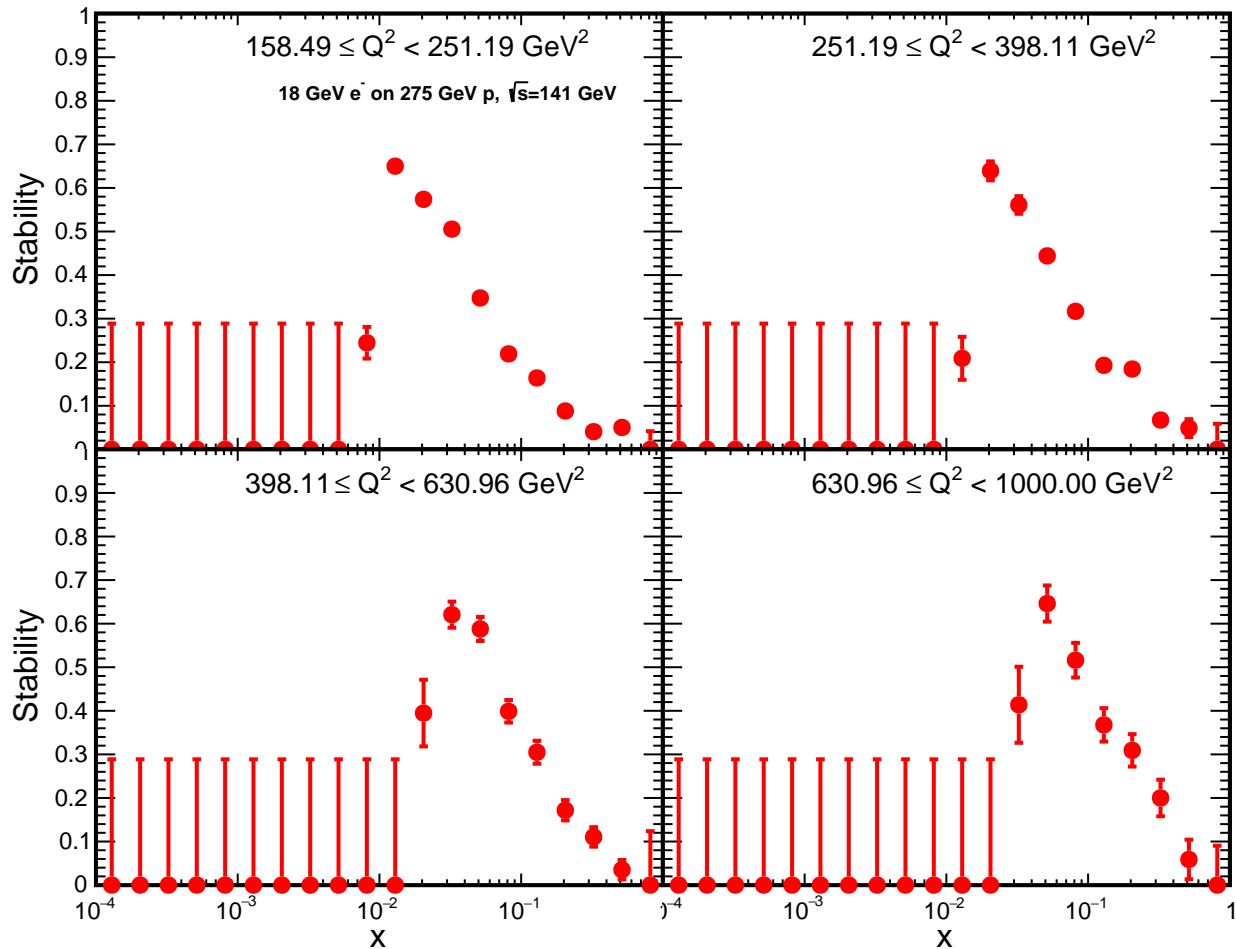 158.49 ≤ Q² < 251.19 GeV²
18 GeV e⁻ on 275 GeV p, √s=141 GeV
251.19 ≤ Q² < 398.11 GeV²
Stability
1
0.9
0.8
0.7
0.6
0.5
0.4
0.3
0.2
0.1
0
398.11 ≤ Q² < 630.96 GeV²
630.96 ≤ Q² < 1000.00 GeV²
Stability
1
0.9
0.8
0.7
0.6
0.5
0.4
0.3
0.2
0.1
0
10⁻⁴ 10⁻³ 10⁻² 10⁻¹
0⁻⁴ 10⁻³ 10⁻² 10⁻¹ 1
x
x